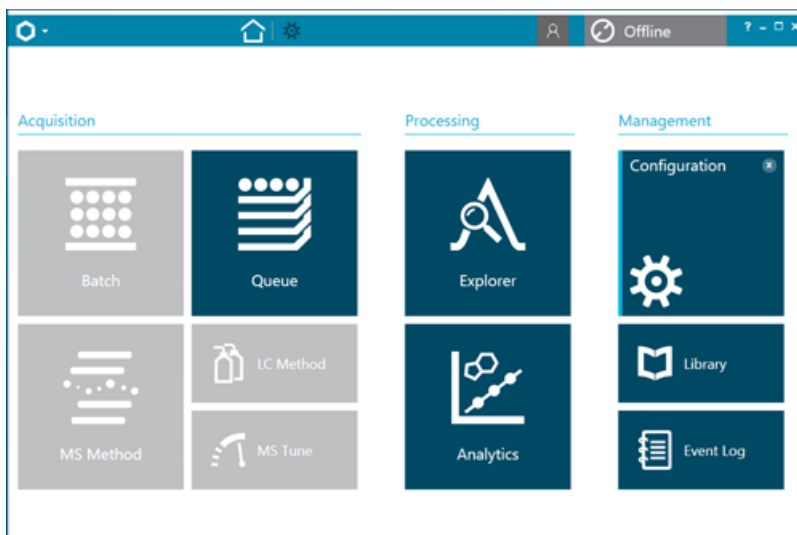 Offline ?
Acquisition
Processing
Management
Batch
Queue
Explorer
Configuration
MS Method
LC Method
MS Tune
Analytics
Library
Event Log